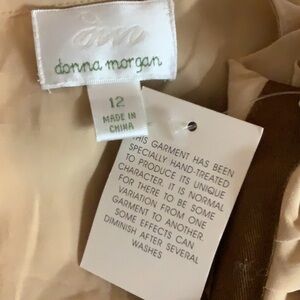 donna morgan
12
MADE IN
CHINA
THIS GARMENT HAS BEEN
SPECIALLY HAND-TREATED
TO PRODUCE ITS UNIQUE
CHARACTER. IT IS NORMAL
FOR THERE TO BE SOME
VARIATION FROM ONE
GARMENT TO ANOTHER.
SOME EFFECTS CAN
DIMINISH AFTER SEVERAL
WASHES